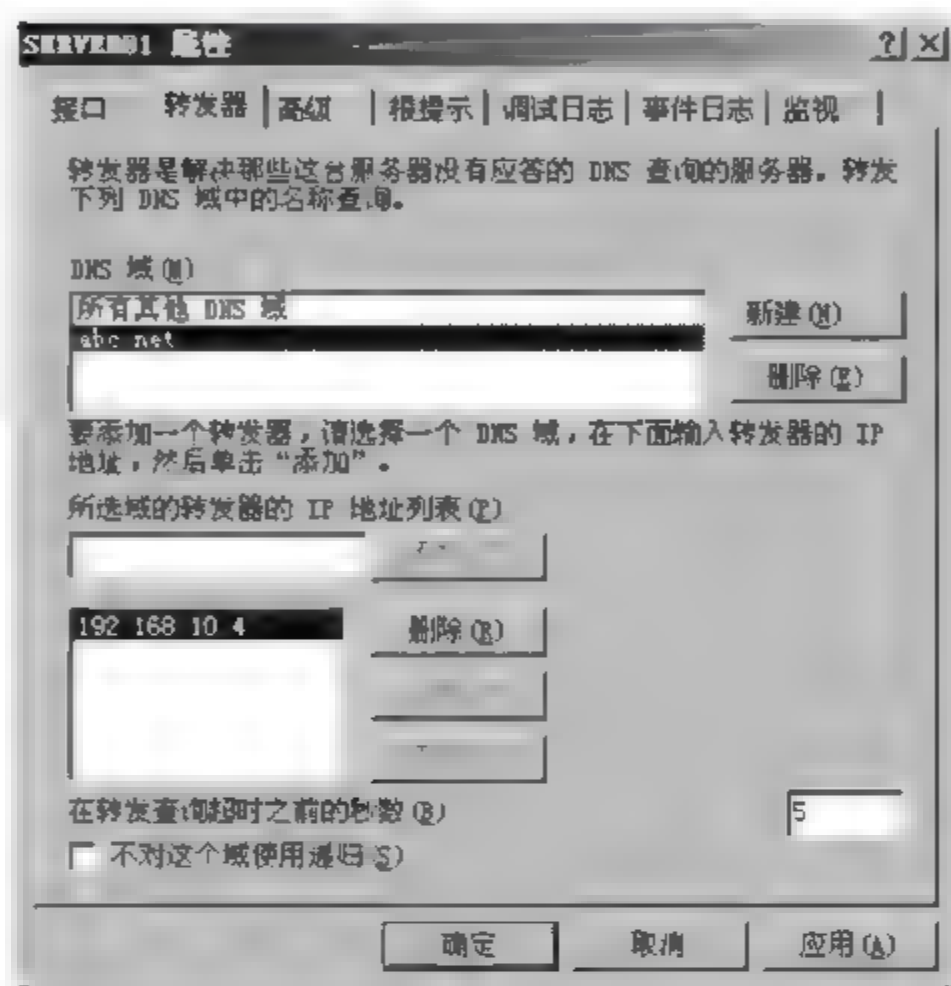 SERVER01 属性
接口 转发器 高级 根提示 调试日志 事件日志 监视
转发器是解决那些这台服务器没有应答的 DNS 查询的服务器。转发
下列 DNS 域中的名称查询。
DNS 域(M)
所有其他 DNS 域
新建(N)
abc net
删除(E)
要添加一个转发器，请选择一个 DNS 域，在下面输入转发器的 IP
地址，然后单击“添加”。
所选域的转发器的 IP 地址列表(P)
192 168 10 4
删除(R)
在转发查询超时之前的秒数(B)
5
不对这个域使用递归 S)
确定 取消 应用(A)